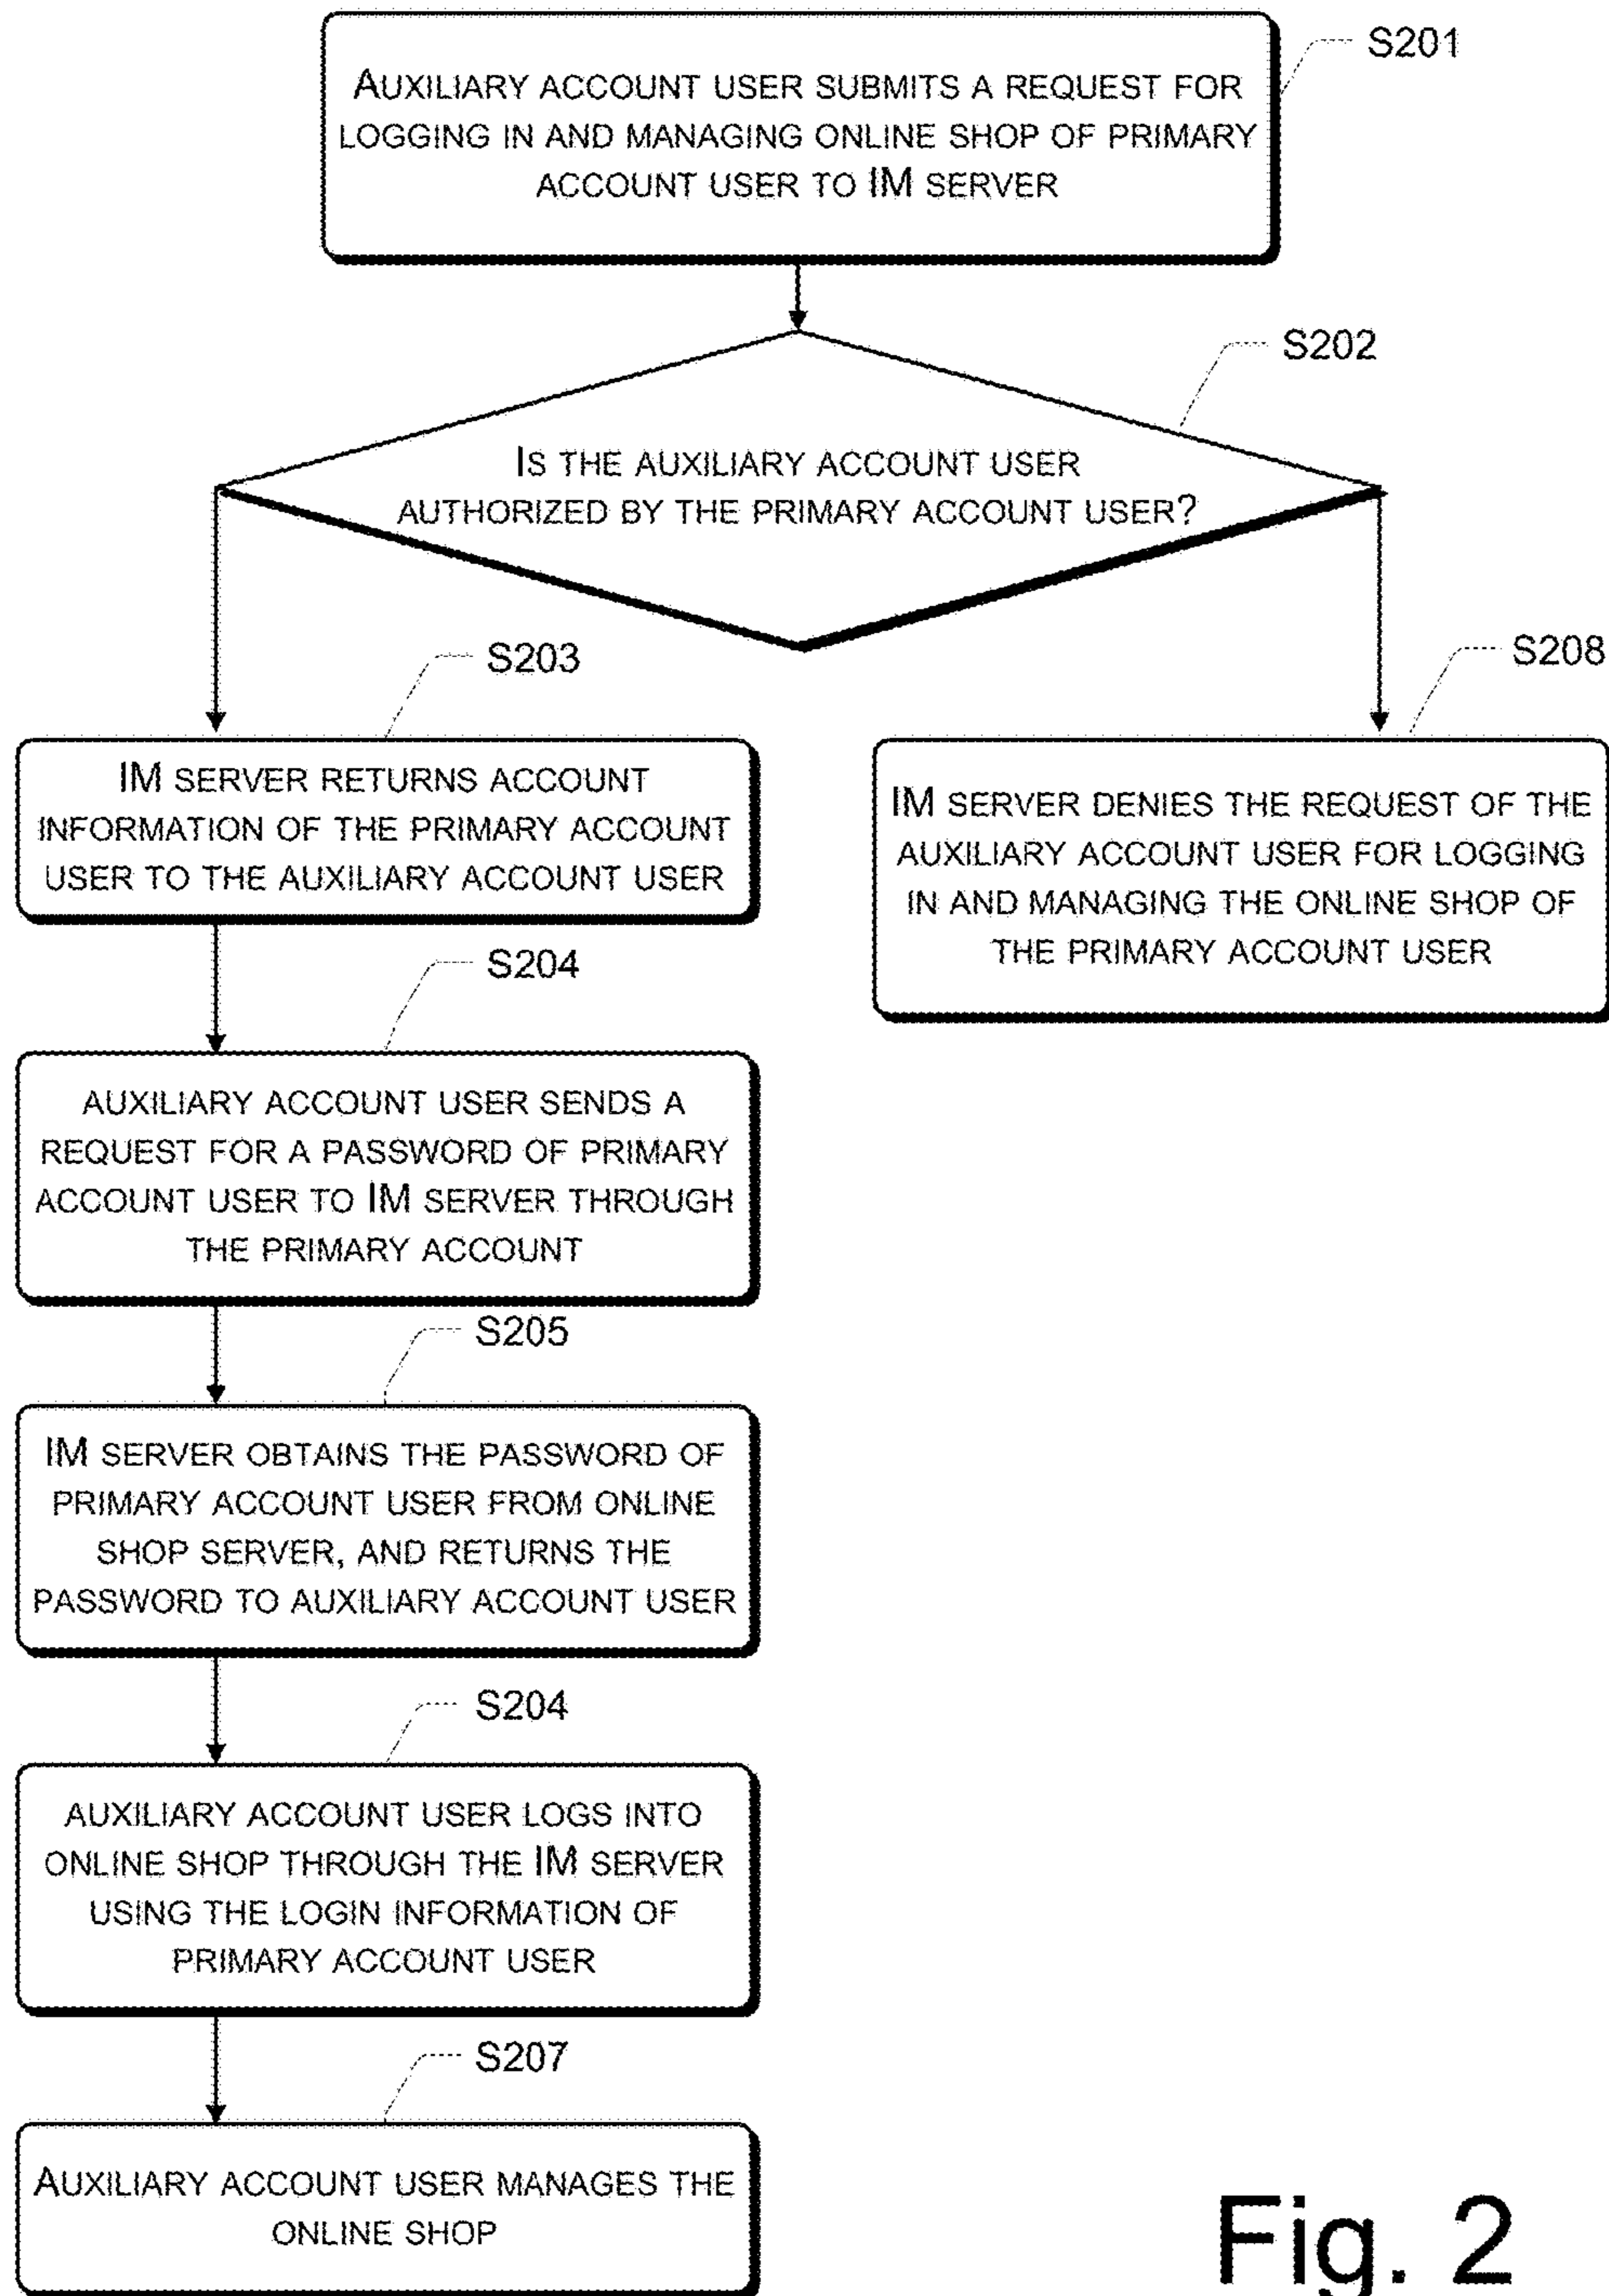 S201
AUXILIARY ACCOUNT USER SUBMITS A REQUEST FOR
LOGGING IN AND MANAGING ONLINE SHOP OF PRIMARY
ACCOUNT USER TO IM SERVER
S202
IS THE AUXILIARY ACCOUNT USER
AUTHORIZED BY THE PRIMARY ACCOUNT USER?
S203
IM SERVER RETURNS ACCOUNT
INFORMATION OF THE PRIMARY ACCOUNT
USER TO THE AUXILIARY ACCOUNT USER
S208
IM SERVER DENIES THE REQUEST OF THE
AUXILIARY ACCOUNT USER FOR LOGGING
IN AND MANAGING THE ONLINE SHOP OF
THE PRIMARY ACCOUNT USER
S204
AUXILIARY ACCOUNT USER SENDS A
REQUEST FOR A PASSWORD OF PRIMARY
ACCOUNT USER TO IM SERVER THROUGH
THE PRIMARY ACCOUNT
S205
IM SERVER OBTAINS THE PASSWORD OF
PRIMARY ACCOUNT USER FROM ONLINE
SHOP SERVER, AND RETURNS THE
PASSWORD TO AUXILIARY ACCOUNT USER
S204
AUXILIARY ACCOUNT USER LOGS INTO
ONLINE SHOP THROUGH THE IM SERVER
USING THE LOGIN INFORMATION OF
PRIMARY ACCOUNT USER
S207
AUXILIARY ACCOUNT USER MANAGES THE
ONLINE SHOP
Fig. 2